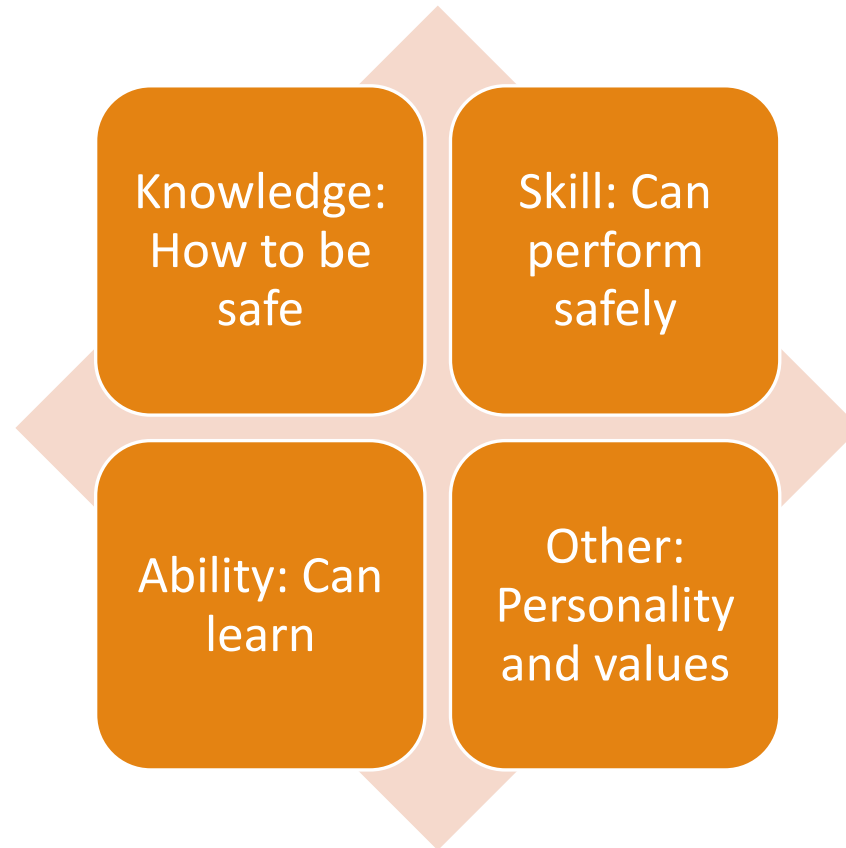 Knowledge:
How to be
safe
Skill: Can
perform
safely
Ability: Can
learn
Other:
Personality
and values